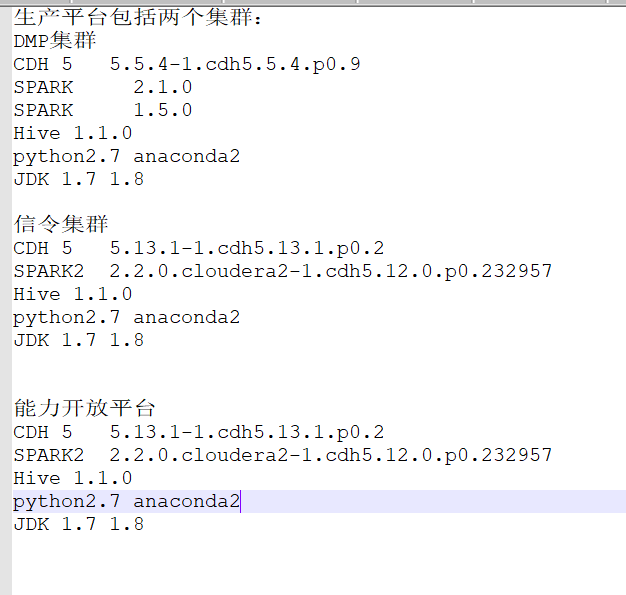 生产平台包括两个集群：
DMP集群
CDH 5   5.5.4-1.cdh5.5.4.p0.9
SPARK     2.1.0
SPARK     1.5.0
Hive 1.1.0
python2.7 anaconda2
JDK 1.7 1.8
信令集群
CDH 5   5.13.1-1.cdh5.13.1.p0.2
SPARK2  2.2.0.cloudera2-1.cdh5.12.0.p0.232957
Hive 1.1.0
python2.7 anaconda2
JDK 1.7 1.8
能力开放平台
CDH 5   5.13.1-1.cdh5.13.1.p0.2
SPARK2  2.2.0.cloudera2-1.cdh5.12.0.p0.232957
Hive 1.1.0
python2.7 anaconda2
JDK 1.7 1.8